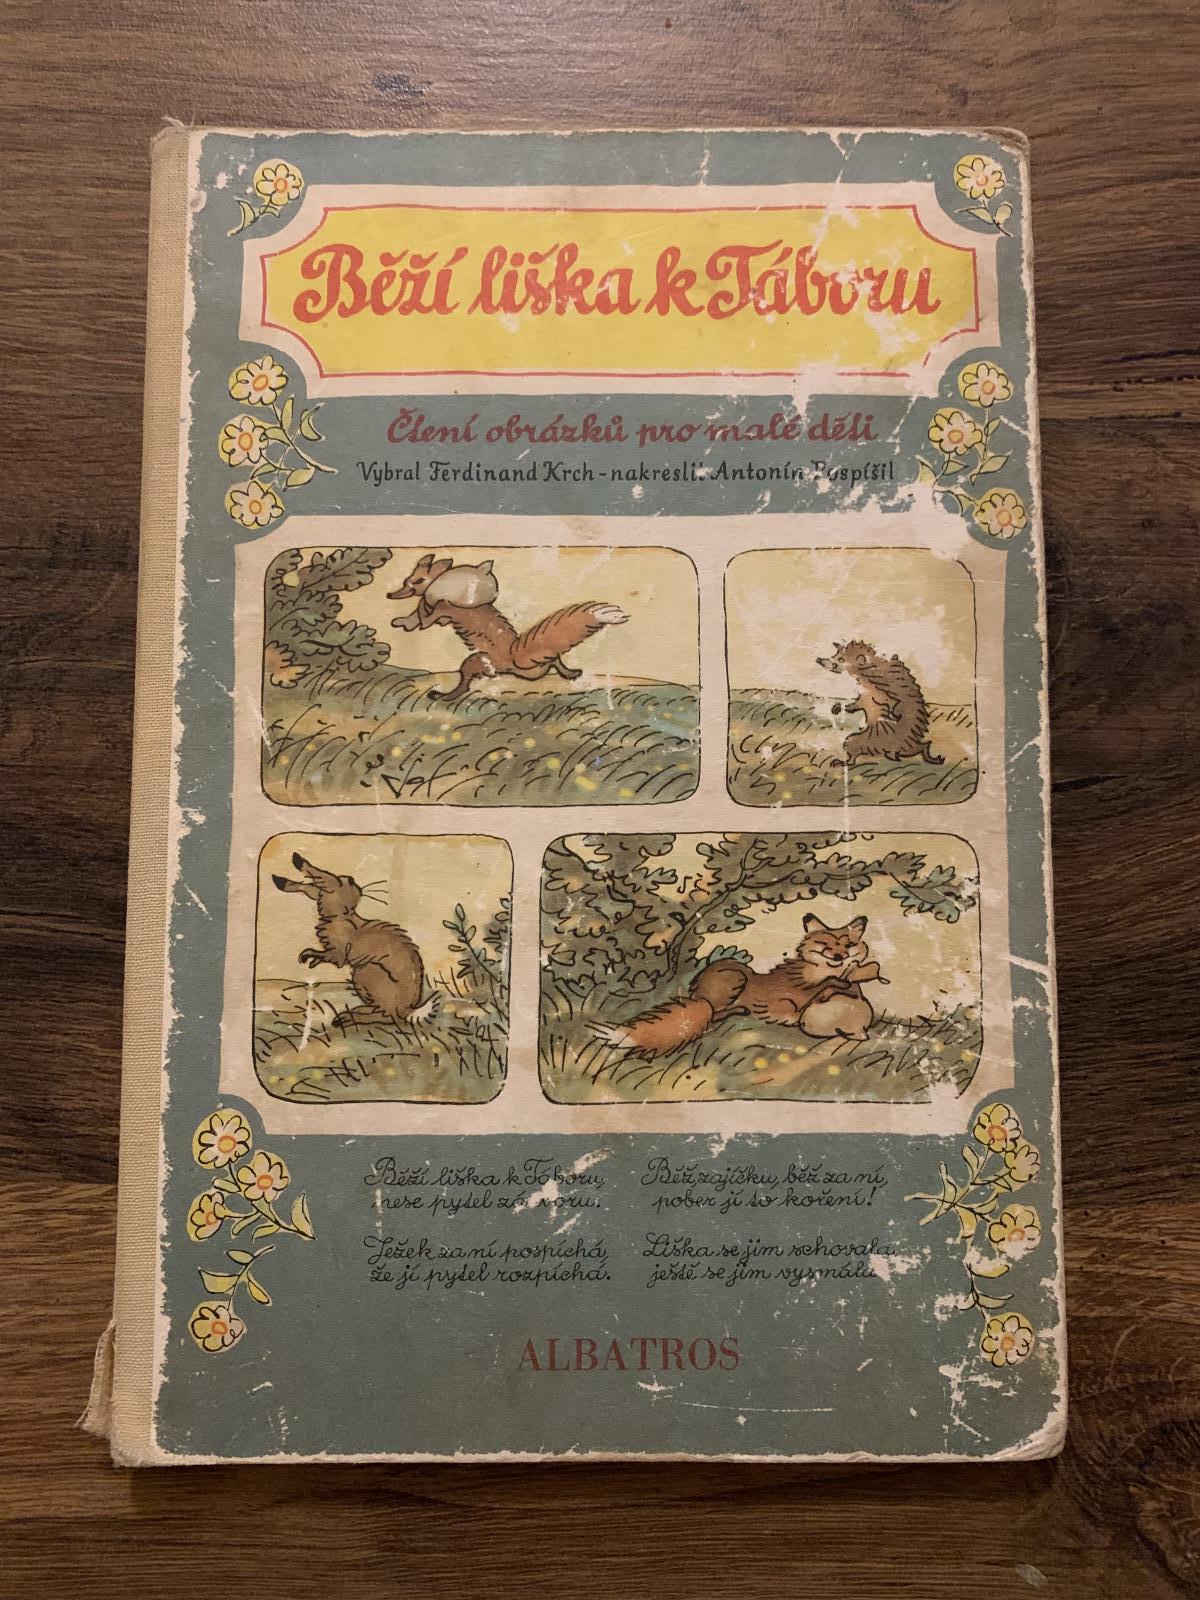 Běží liška k Táboru
Čtení obrázků pro malé děti
Vybral Ferdinand Krch - nakreslil Antonín Pospíšil
Běží liška k Táboru,
nese pytel zázvoru.
Ježek za ní pospíchá,
že jí pytel rozpíchá.
Běž, zajíčku, běž za ní,
pober jí to koření!
Liška se jim schovala,
ještě se jim vysmála
ALBATROS